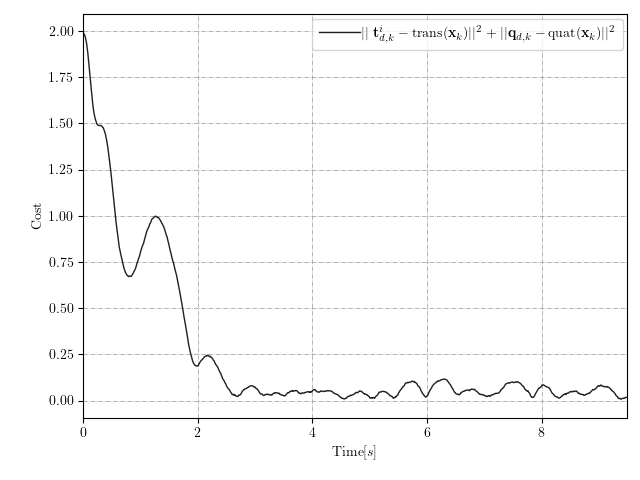 || t^i_{d,k} − trans(x_k)||^2 + ||q_{d,k} − quat(x_k)||^2
2.00
1.75
1.50
1.25
1.00
0.75
0.50
0.25
0.00
Cost
0 2 4 6 8
Time[s]